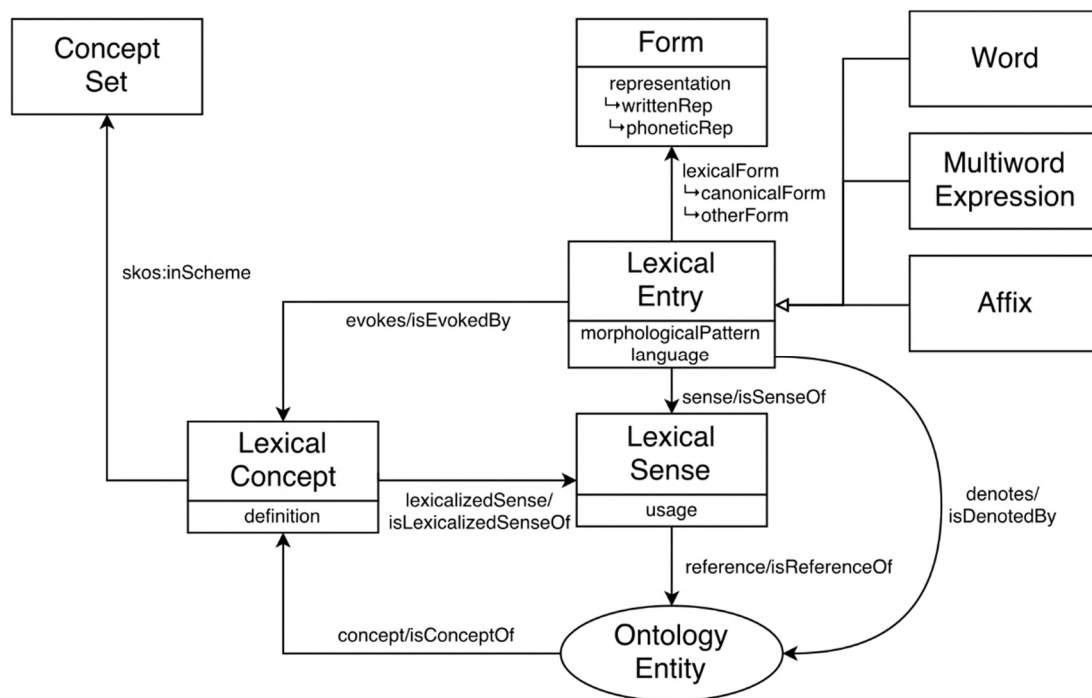 Concept
Set
Form
representation
↳writtenRep
↳phoneticRep
Word
lexicalForm
↳canonicalForm
↳otherForm
Multiword
Expression
skos:inScheme
Lexical
Entry
morphologicalPattern
language
Affix
evokes/isEvokedBy
sense/isSenseOf
Lexical
Concept
definition
lexicalizedSense/
isLexicalizedSenseOf
Lexical
Sense
usage
denotes/
isDenotedBy
reference/isReferenceOf
concept/isConceptOf
Ontology
Entity